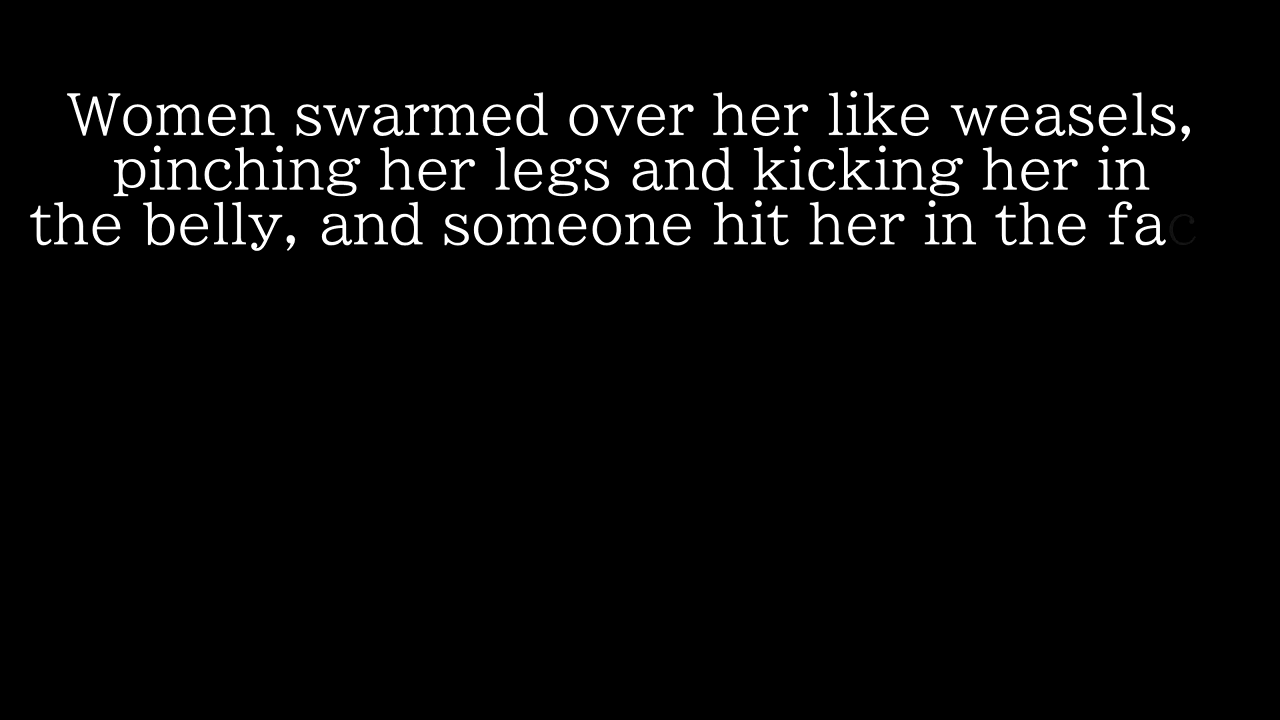 Women swarmed over her like weasels,
pinching her legs and kicking her in
the belly, and someone hit her in the fac